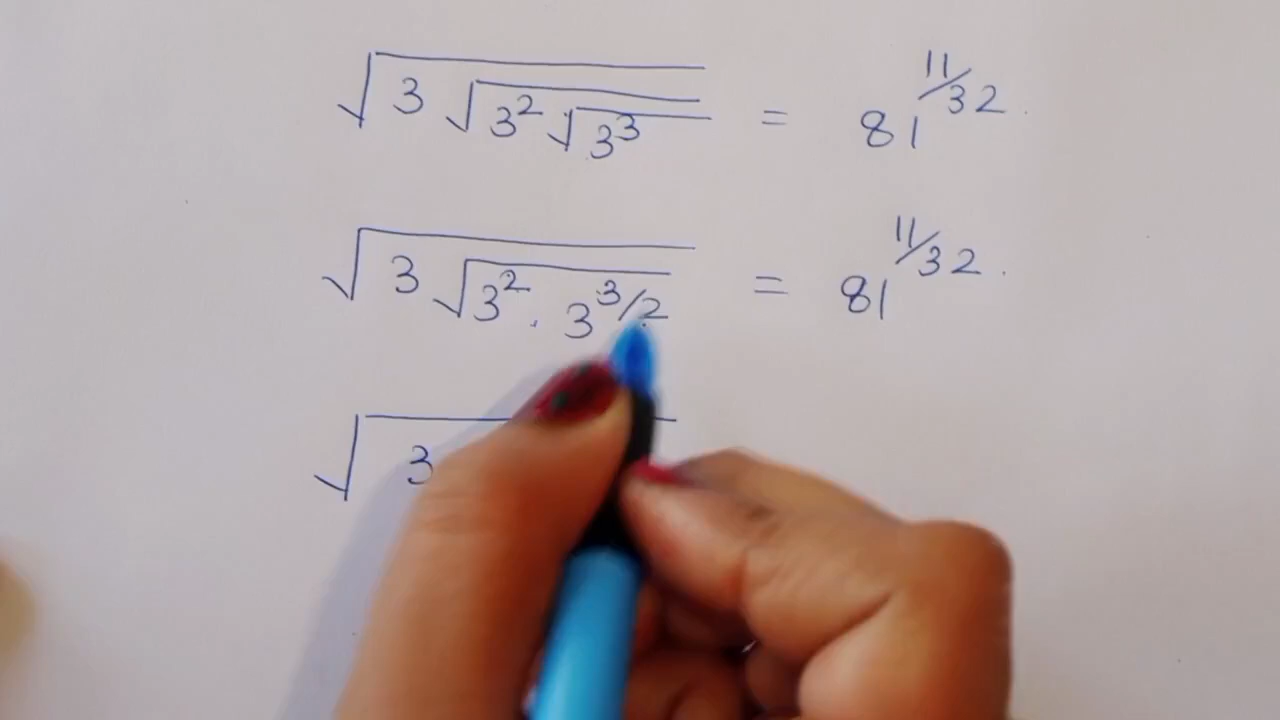 √(3√(3²√(3³))) = 81^(11/32)
√(3√(3² · 3^(3/2))) = 81^(11/32)
√(3